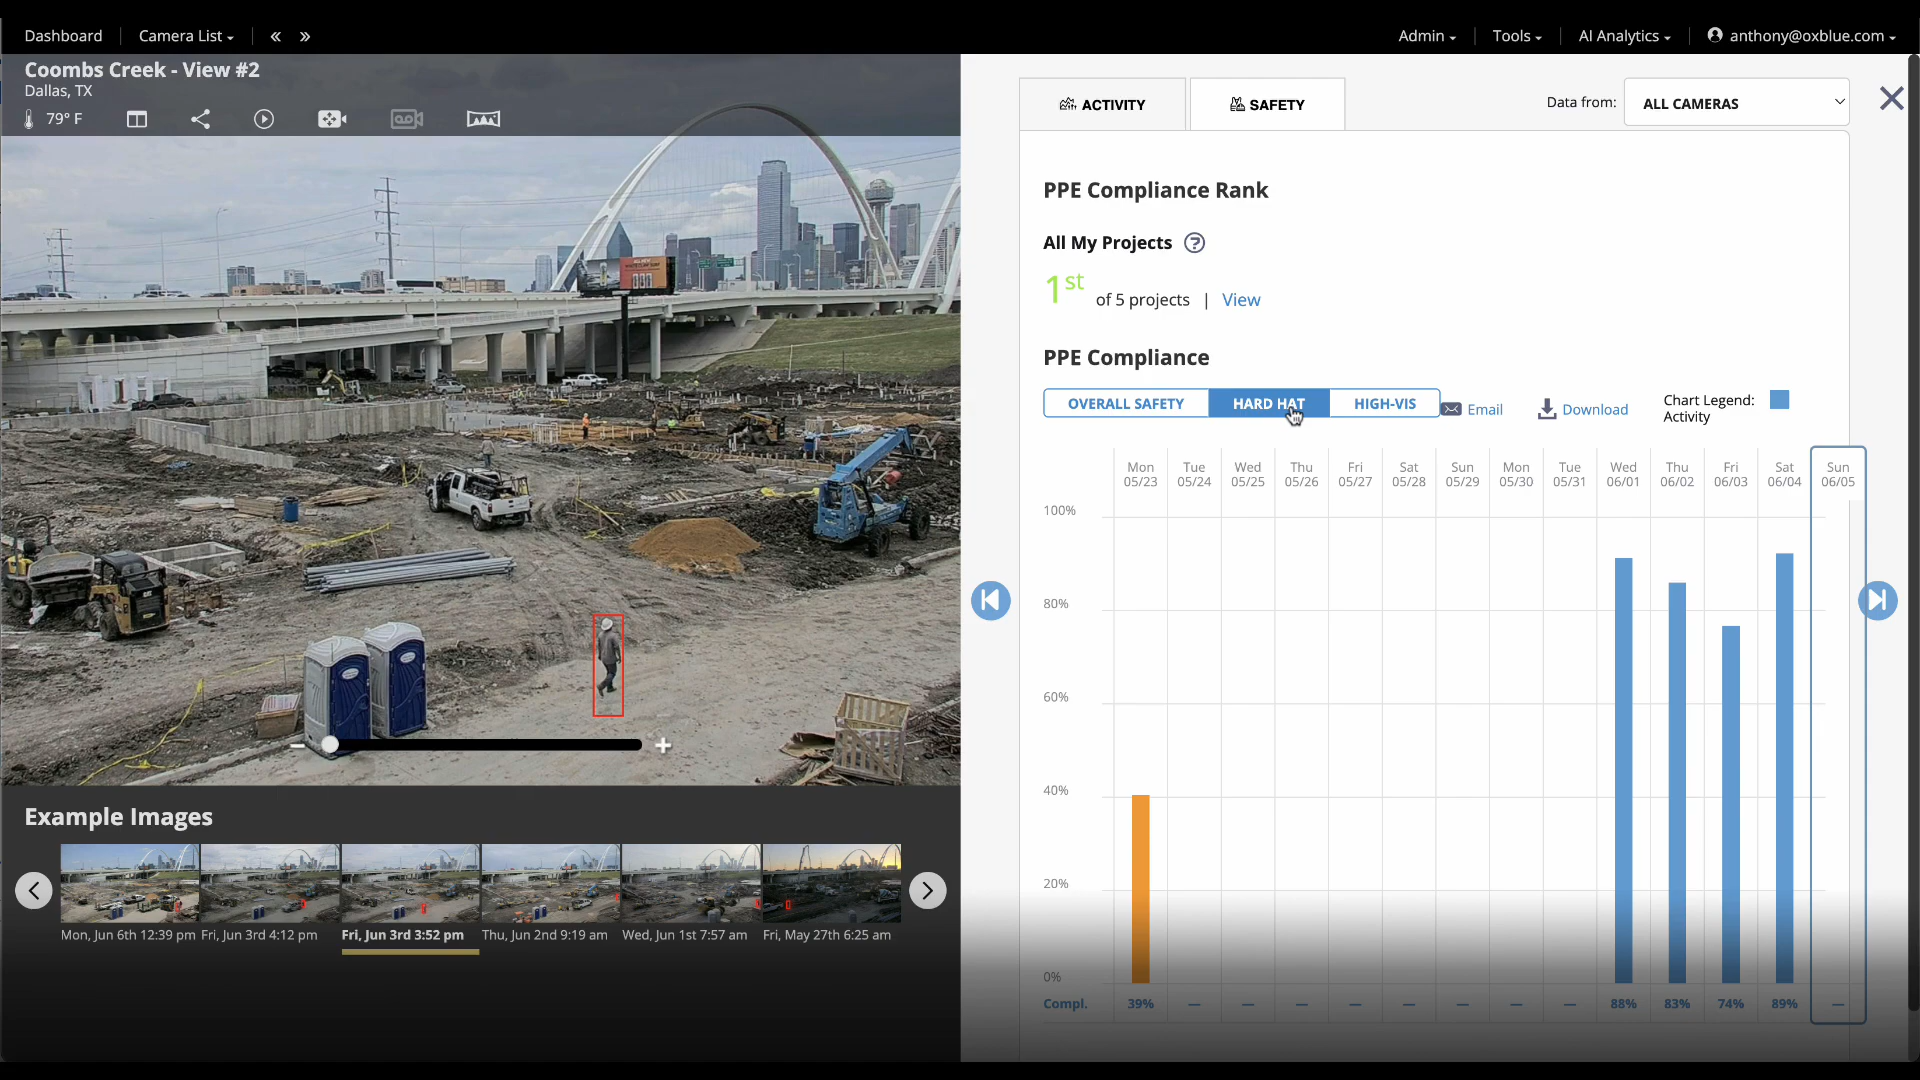 Dashboard
Camera List
«
»
Admin
Tools
AI Analytics
anthony@oxblue.com
Coombs Creek - View #2
Dallas, TX
79° F
ACTIVITY
SAFETY
Data from:
ALL CAMERAS
PPE Compliance Rank
All My Projects ?
1st of 5 projects | View
PPE Compliance
OVERALL SAFETY
HARD HAT
HIGH-VIS
Email
Download
Chart Legend:
Activity
Mon 05/23
Tue 05/24
Wed 05/25
Thu 05/26
Fri 05/27
Sat 05/28
Sun 05/29
Mon 05/30
Tue 05/31
Wed 06/01
Thu 06/02
Fri 06/03
Sat 06/04
Sun 06/05
100%
80%
60%
40%
20%
0%
Compl. 39% — — — — — — — — 88% 83% 74% 89% —
Example Images
Mon, Jun 6th 12:39 pm
Fri, Jun 3rd 4:12 pm
Fri, Jun 3rd 3:52 pm
Thu, Jun 2nd 9:19 am
Wed, Jun 1st 7:57 am
Fri, May 27th 6:25 am